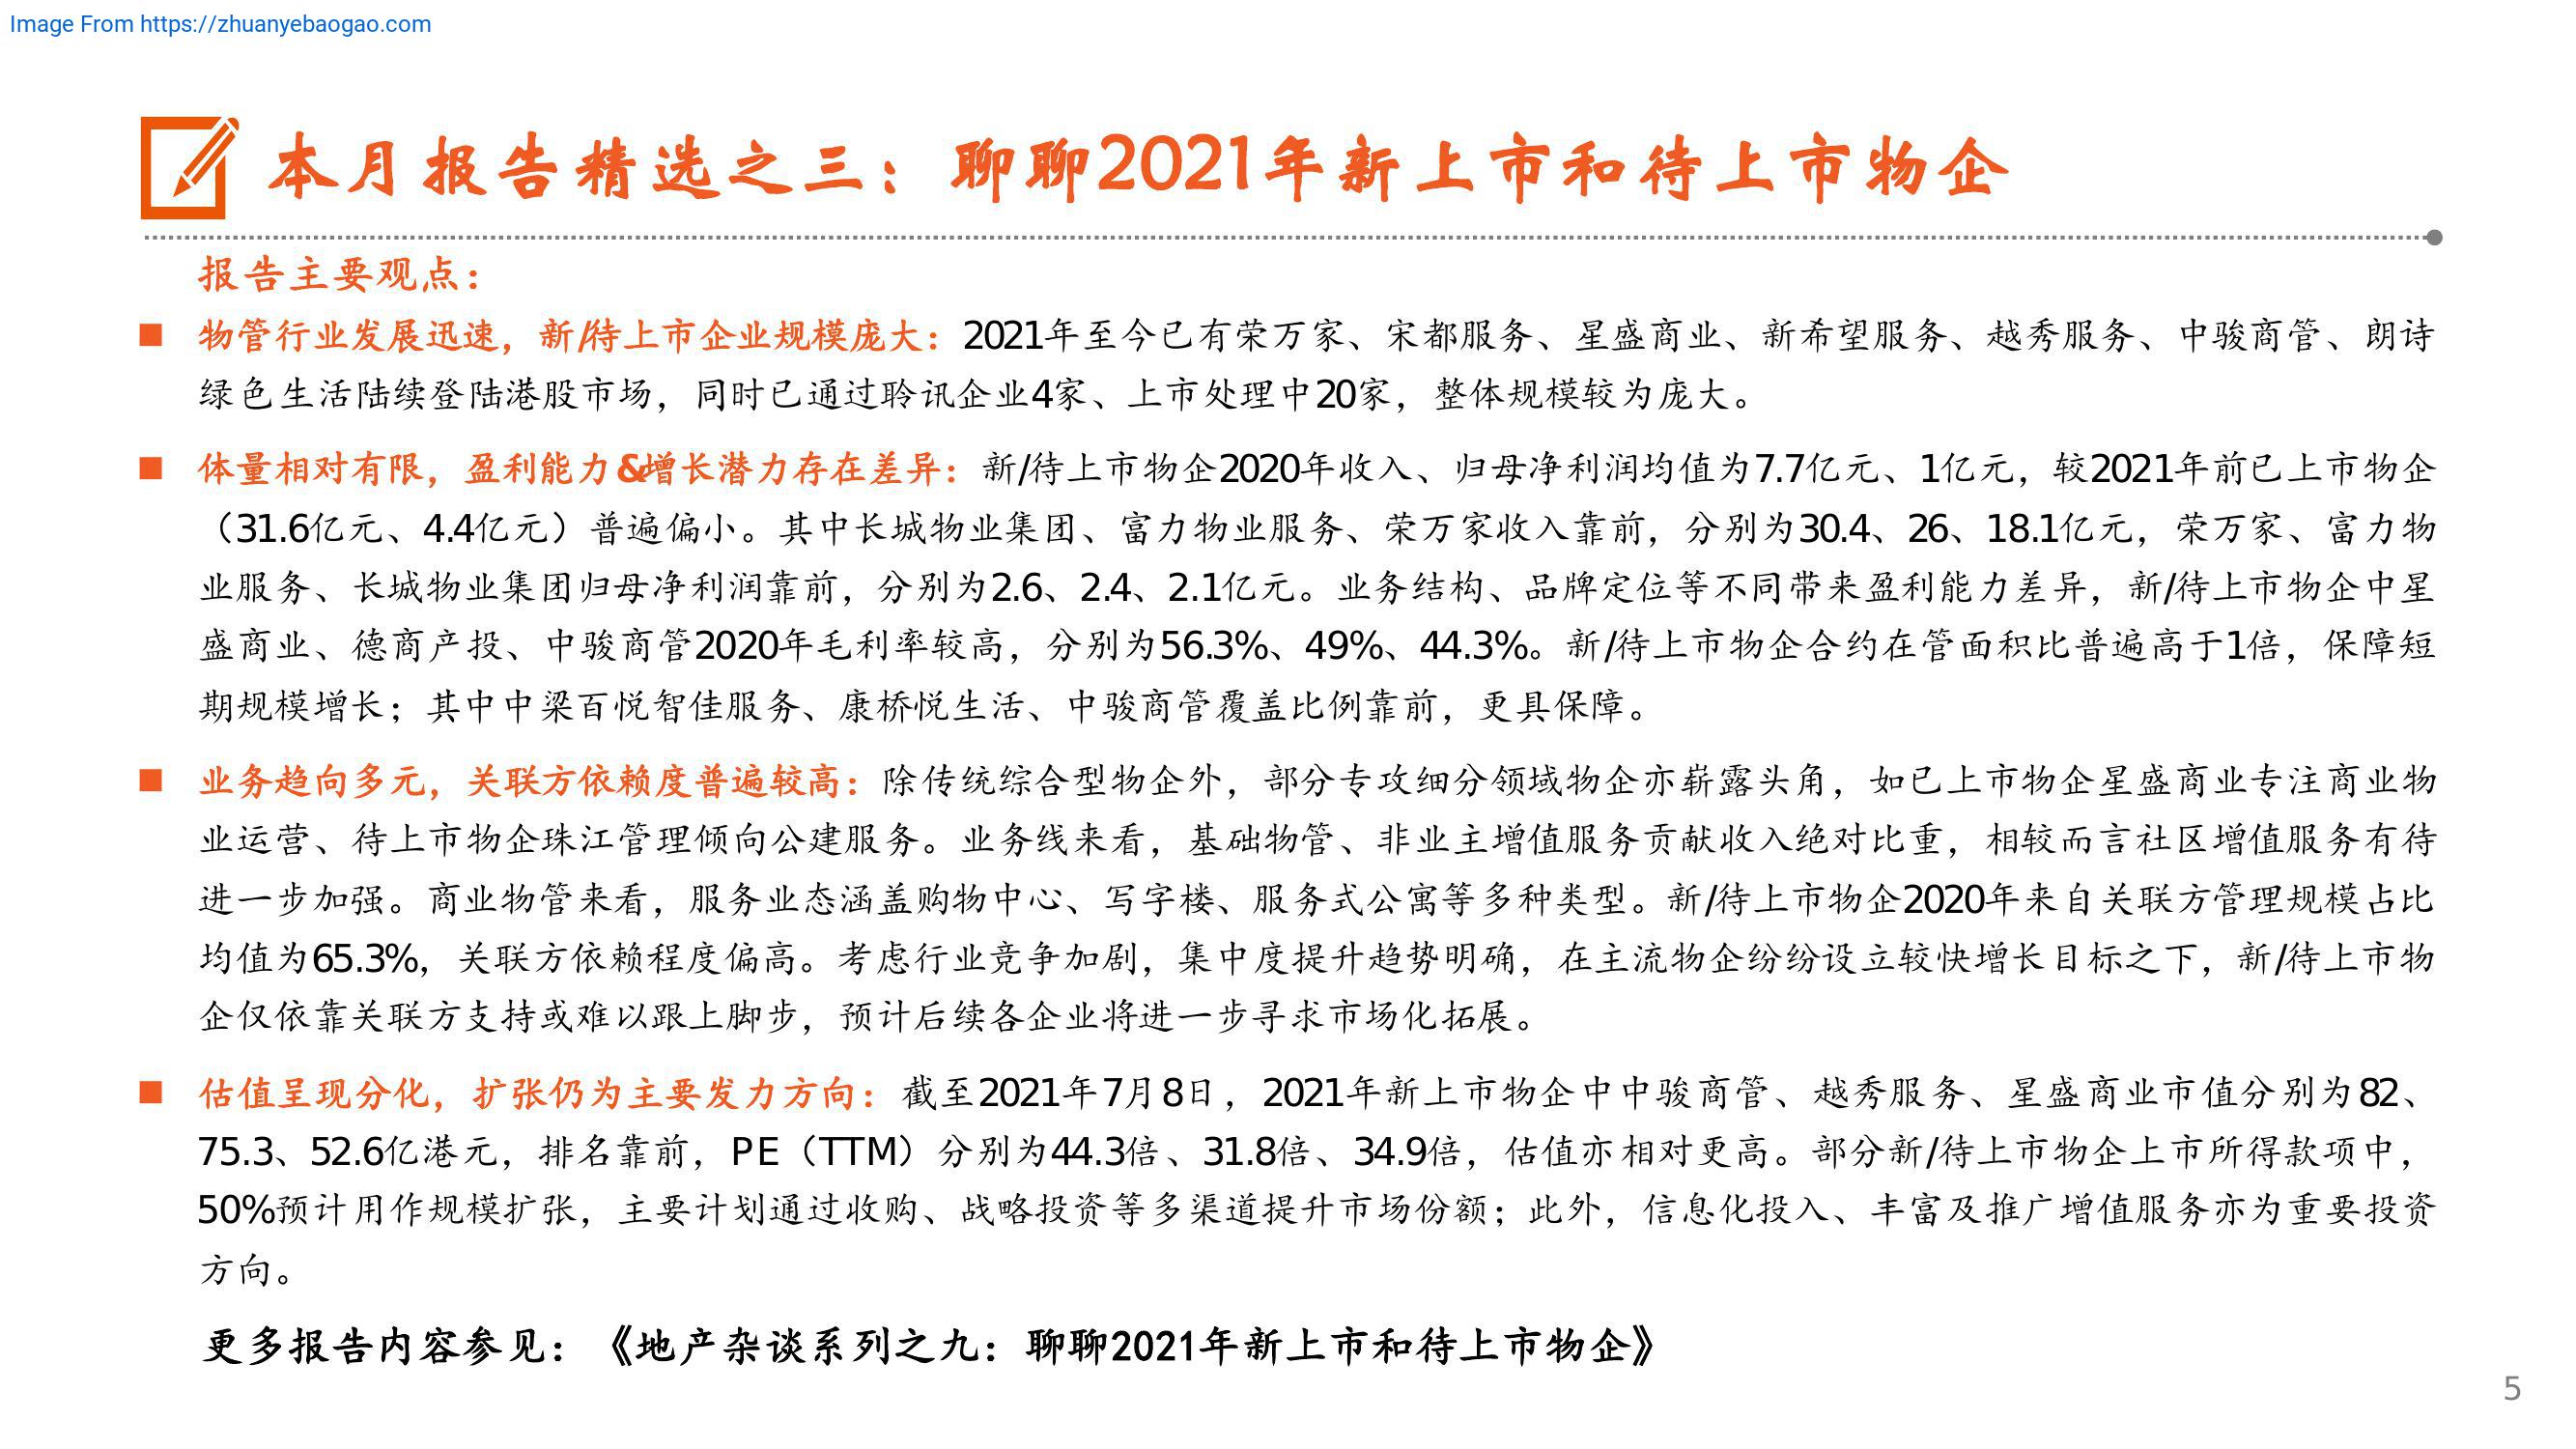 Image From https://zhuanyebaogao.com
本月报告精选之三：聊聊2021年新上市和待上市物企
报告主要观点：
■ 物管行业发展迅速，新/待上市企业规模庞大：2021年至今已有荣万家、宋都服务、星盛商业、新希望服务、越秀服务、中骏商管、朗诗
绿色生活陆续登陆港股市场，同时已通过聆讯企业4家、上市处理中20家，整体规模较为庞大。
■ 体量相对有限，盈利能力&增长潜力存在差异：新/待上市物企2020年收入、归母净利润均值为7.7亿元、1亿元，较2021年前已上市物企
（31.6亿元、4.4亿元）普遍偏小。其中长城物业集团、富力物业服务、荣万家收入靠前，分别为30.4、26、18.1亿元，荣万家、富力物
业服务、长城物业集团归母净利润靠前，分别为2.6、2.4、2.1亿元。业务结构、品牌定位等不同带来盈利能力差异，新/待上市物企中星
盛商业、德商产投、中骏商管2020年毛利率较高，分别为56.3%、49%、44.3%。新/待上市物企合约在管面积比普遍高于1倍，保障短
期规模增长；其中中梁百悦智佳服务、康桥悦生活、中骏商管覆盖比例靠前，更具保障。
■ 业务趋向多元，关联方依赖度普遍较高：除传统综合型物企外，部分专攻细分领域物企亦崭露头角，如已上市物企星盛商业专注商业物
业运营、待上市物企珠江管理倾向公建服务。业务线来看，基础物管、非业主增值服务贡献收入绝对比重，相较而言社区增值服务有待
进一步加强。商业物管来看，服务业态涵盖购物中心、写字楼、服务式公寓等多种类型。新/待上市物企2020年来自关联方管理规模占比
均值为65.3%，关联方依赖程度偏高。考虑行业竞争加剧，集中度提升趋势明确，在主流物企纷纷设立较快增长目标之下，新/待上市物
企仅依靠关联方支持或难以跟上脚步，预计后续各企业将进一步寻求市场化拓展。
■ 估值呈现分化，扩张仍为主要发力方向：截至2021年7月8日，2021年新上市物企中中骏商管、越秀服务、星盛商业市值分别为82、
75.3、52.6亿港元，排名靠前，PE（TTM）分别为44.3倍、31.8倍、34.9倍，估值亦相对更高。部分新/待上市物企上市所得款项中，
50%预计用作规模扩张，主要计划通过收购、战略投资等多渠道提升市场份额；此外，信息化投入、丰富及推广增值服务亦为重要投资
方向。
更多报告内容参见：《地产杂谈系列之九：聊聊2021年新上市和待上市物企》
5